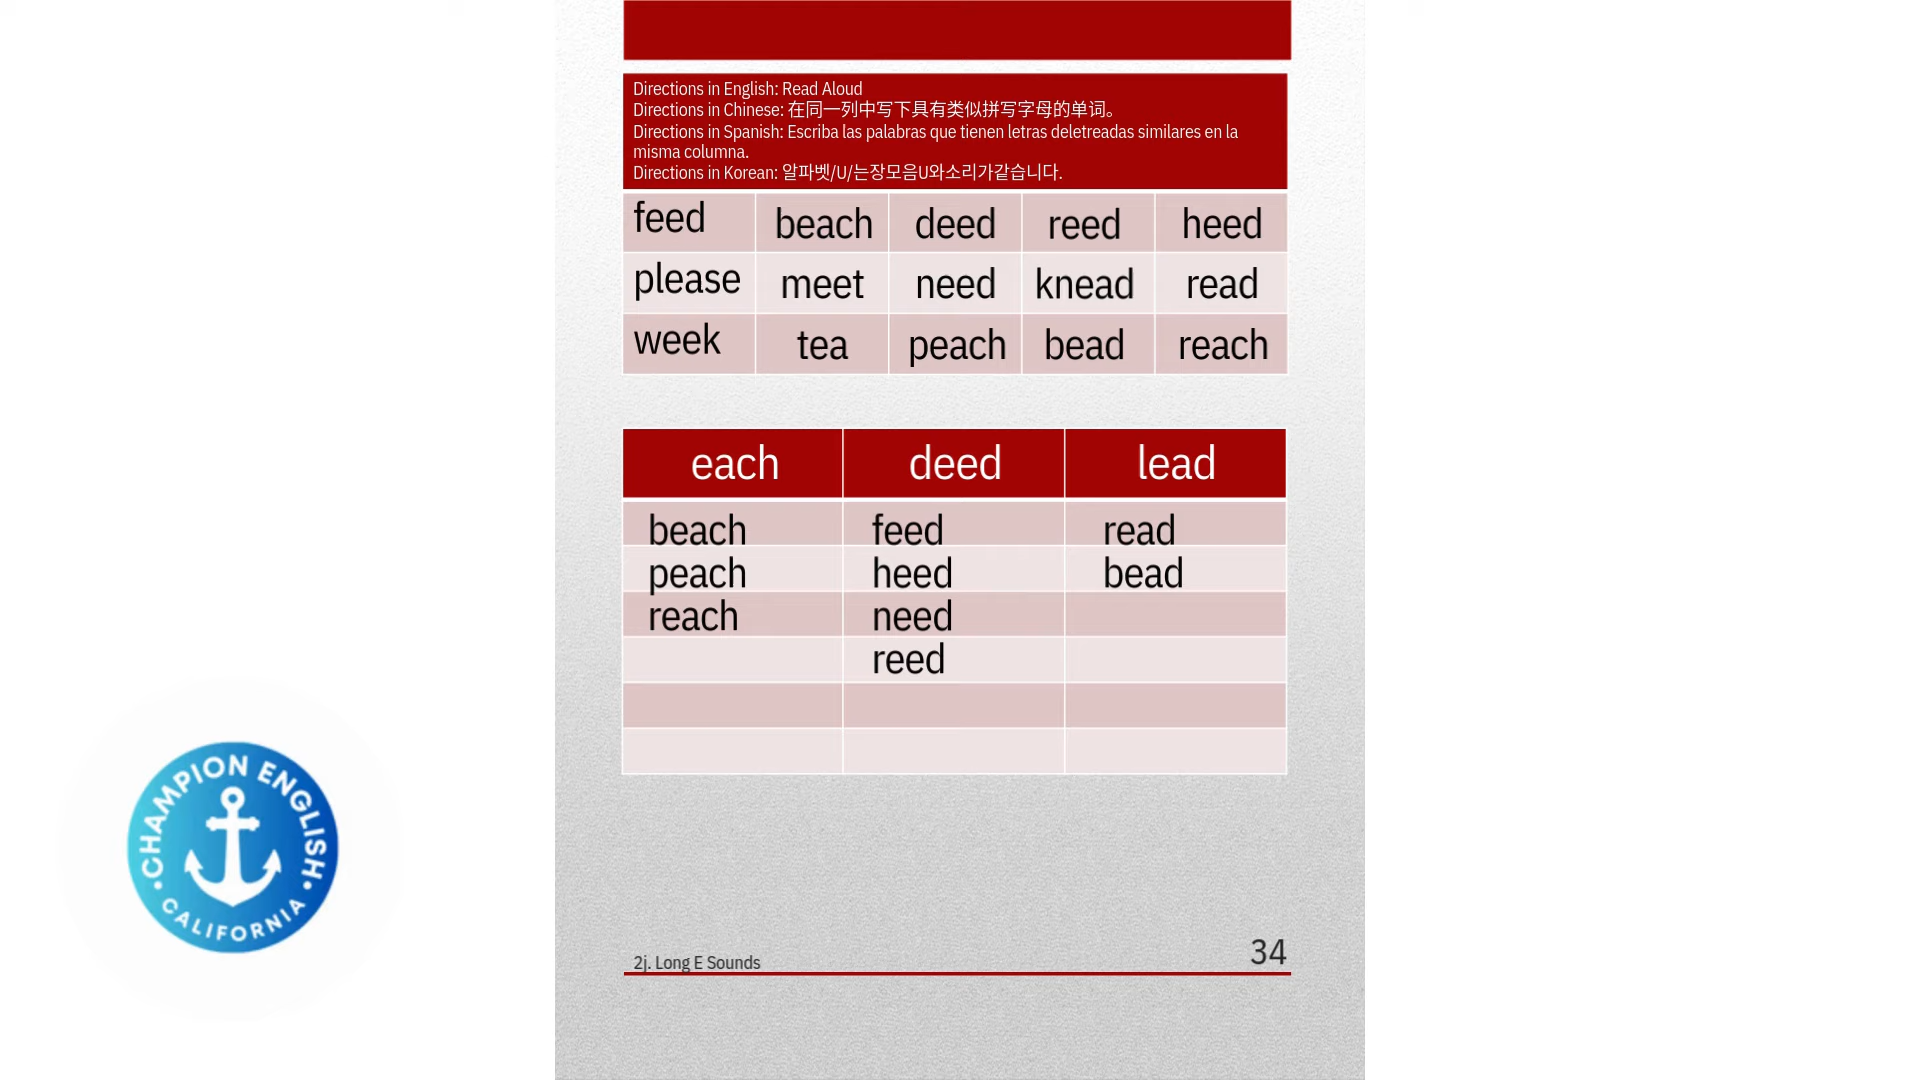 Directions in English: Read Aloud
Directions in Chinese: 在同一列中写下具有类似拼写字母的单词。
Directions in Spanish: Escriba las palabras que tienen letras deletreadas similares en la
misma columna.
Directions in Korean: 알파벳/U/는장모음U와소리가같습니다.
feed beach deed reed heed
please meet need knead read
week tea peach bead reach
each deed lead
beach feed read
peach heed bead
reach need
reed
CHAMPION ENGLISH
CALIFORNIA
2j. Long E Sounds 34